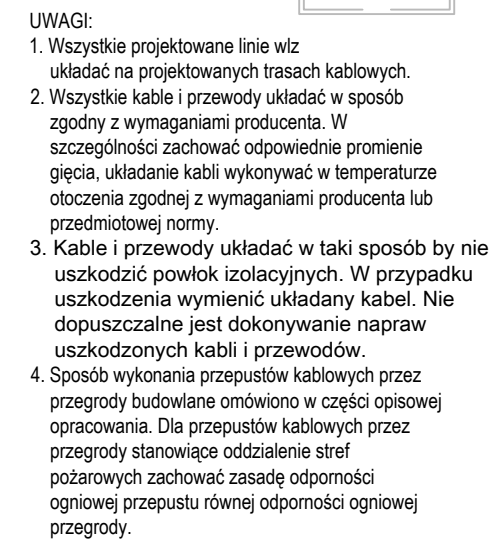 UWAGI:
1. Wszystkie projektowane linie wlz
układać na projektowanych trasach kablowych.
2. Wszystkie kable i przewody układać w sposób
zgodny z wymaganiami producenta. W
szczególności zachować odpowiednie promienie
gięcia, układanie kabli wykonywać w temperaturze
otoczenia zgodnej z wymaganiami producenta lub
przedmiotowej normy.
3. Kable i przewody układać w taki sposób by nie
uszkodzić powłok izolacyjnych. W przypadku
uszkodzenia wymienić układany kabel. Nie
dopuszczalne jest dokonywanie napraw
uszkodzonych kabli i przewodów.
4. Sposób wykonania przepustów kablowych przez
przegrody budowlane omówiono w części opisowej
opracowania. Dla przepustów kablowych przez
przegrody stanowiące oddzialenie stref
pożarowych zachować zasadę odporności
ogniowej przepustu równej odporności ogniowej
przegrody.